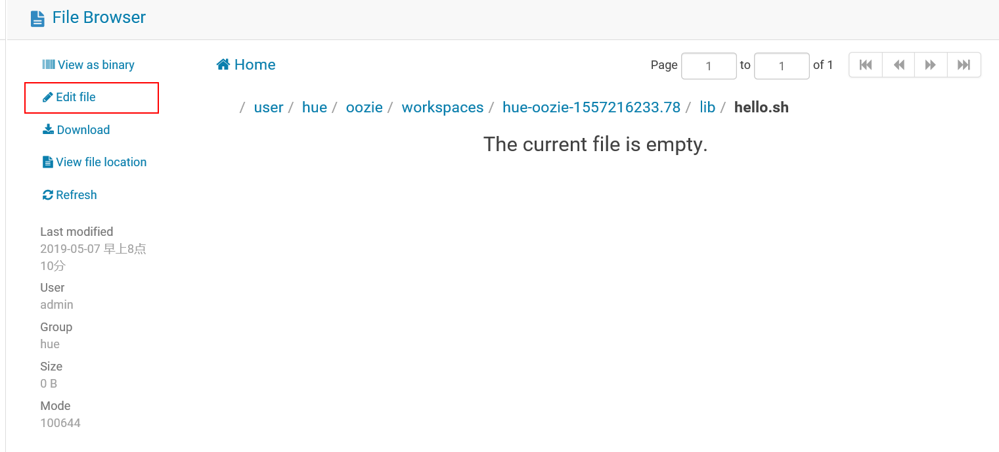 File Browser
View as binary
Edit file
Download
View file location
Refresh
Last modified
2019-05-07 早上8点
10分
User
admin
Group
hue
Size
0 B
Mode
100644
Home
Page 1 to 1 of 1
/ user / hue / oozie / workspaces / hue-oozie-1557216233.78 / lib / hello.sh
The current file is empty.